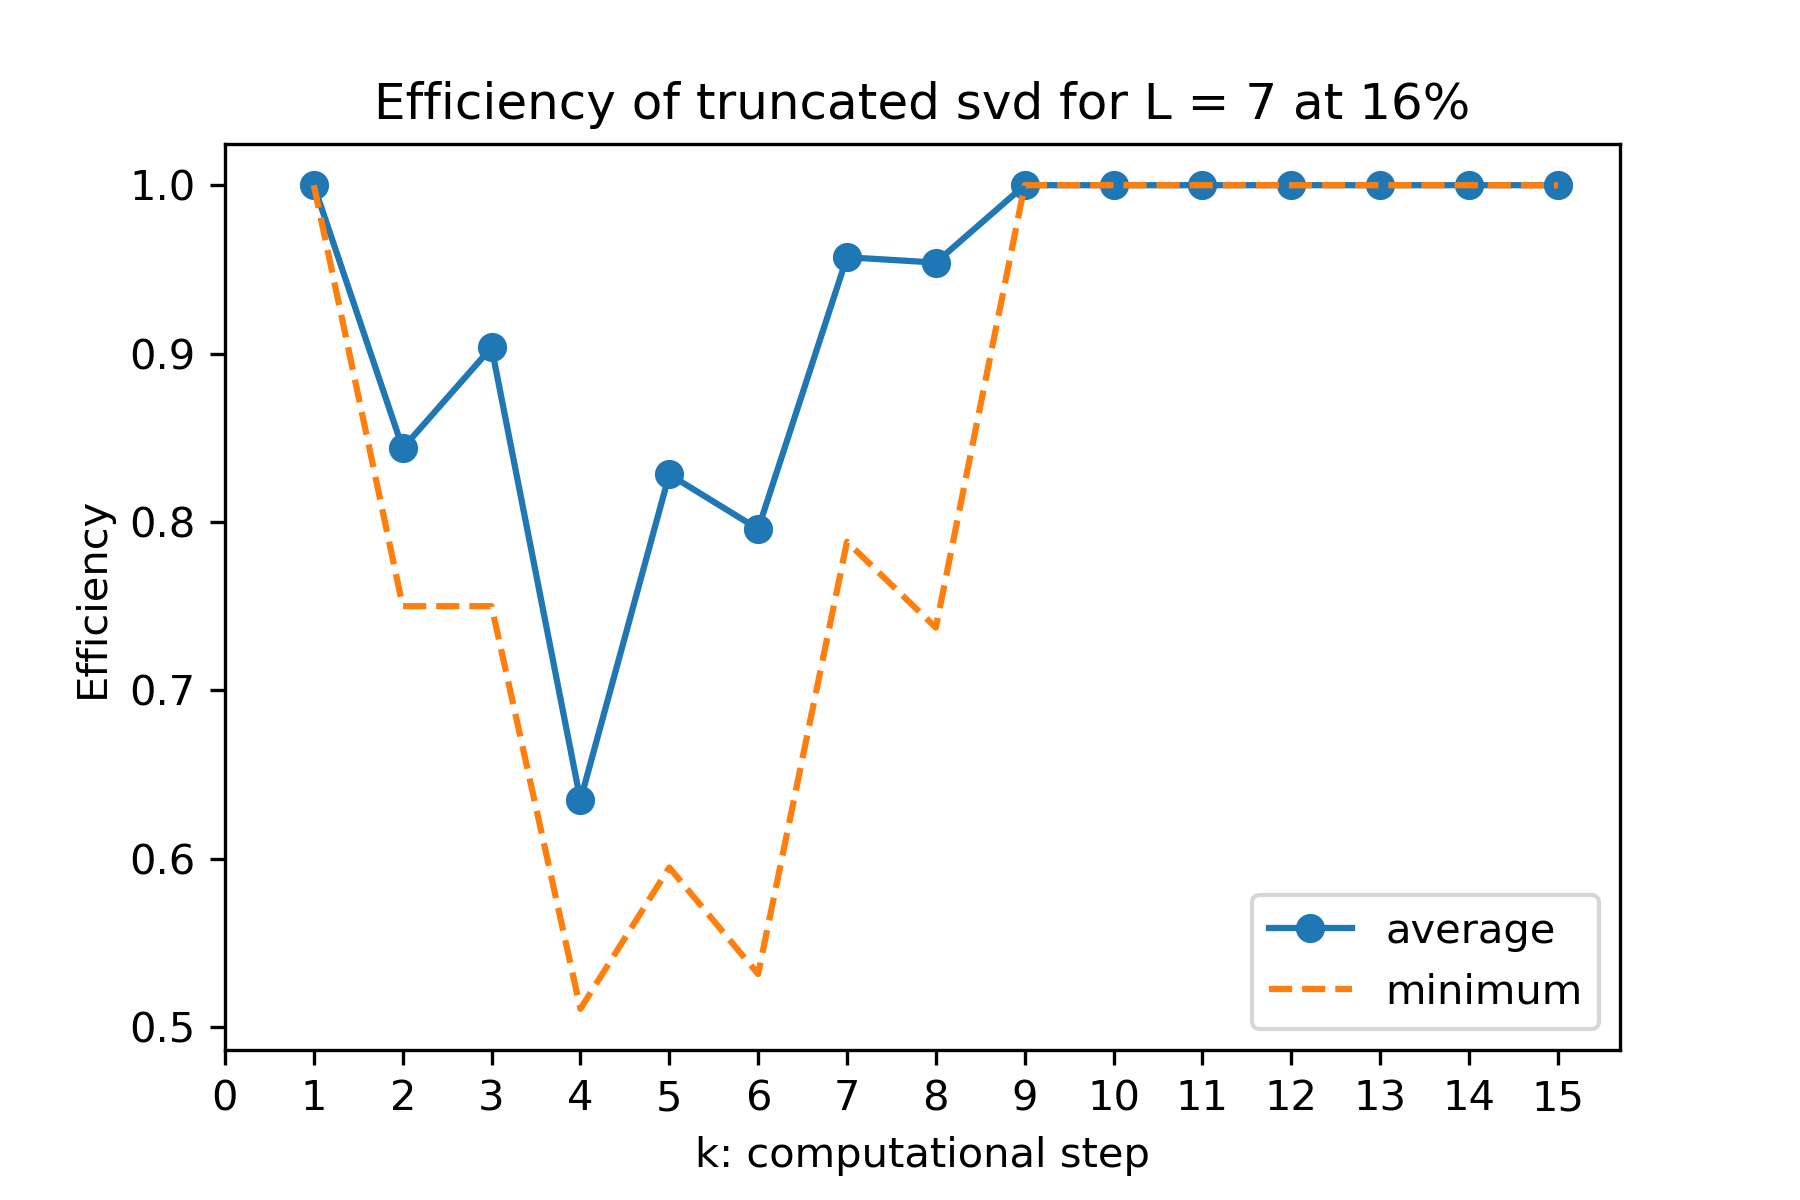 Efficiency of truncated svd for L = 7 at 16%
1.0
0.9
0.8
0.7
0.6
0.5
Efficiency
average
minimum
0 1 2 3 4 5 6 7 8 9 10 11 12 13 14 15
k: computational step